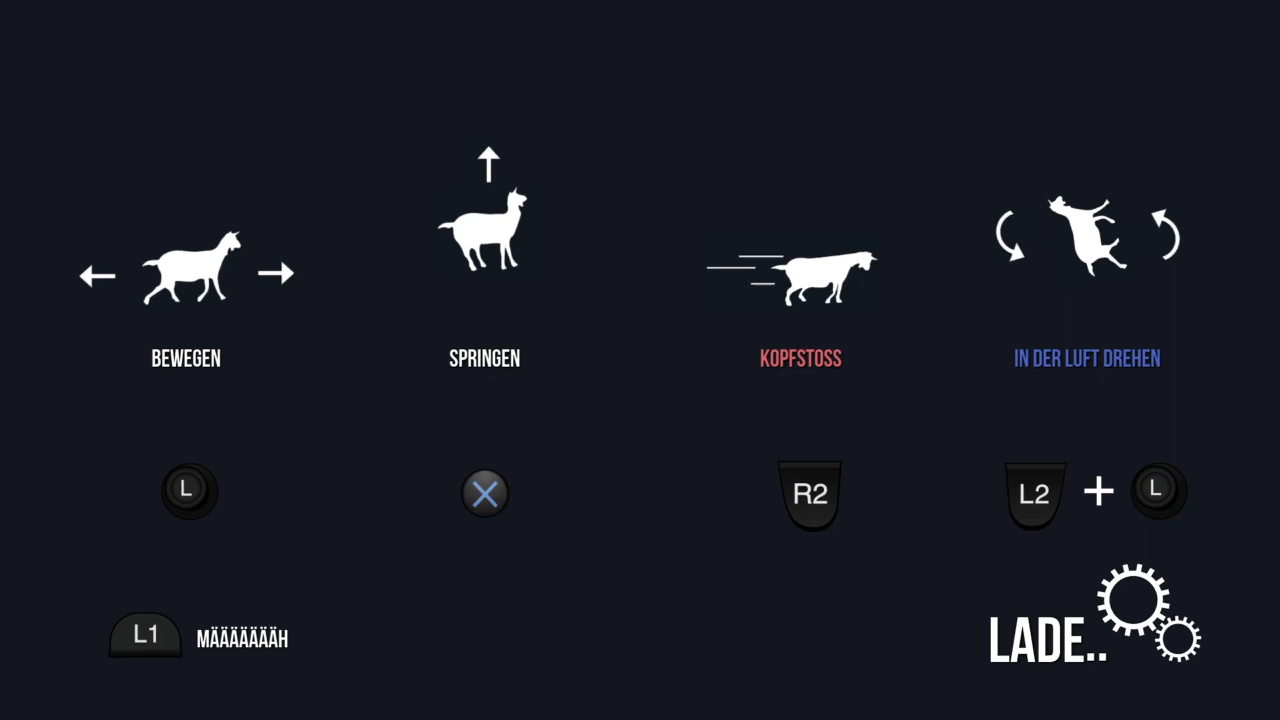 BEWEGEN
SPRINGEN
KOPFSTOSS
IN DER LUFT DREHEN
L
R2
L2 + L
L1 MÄÄÄÄÄÄÄH
LADE..